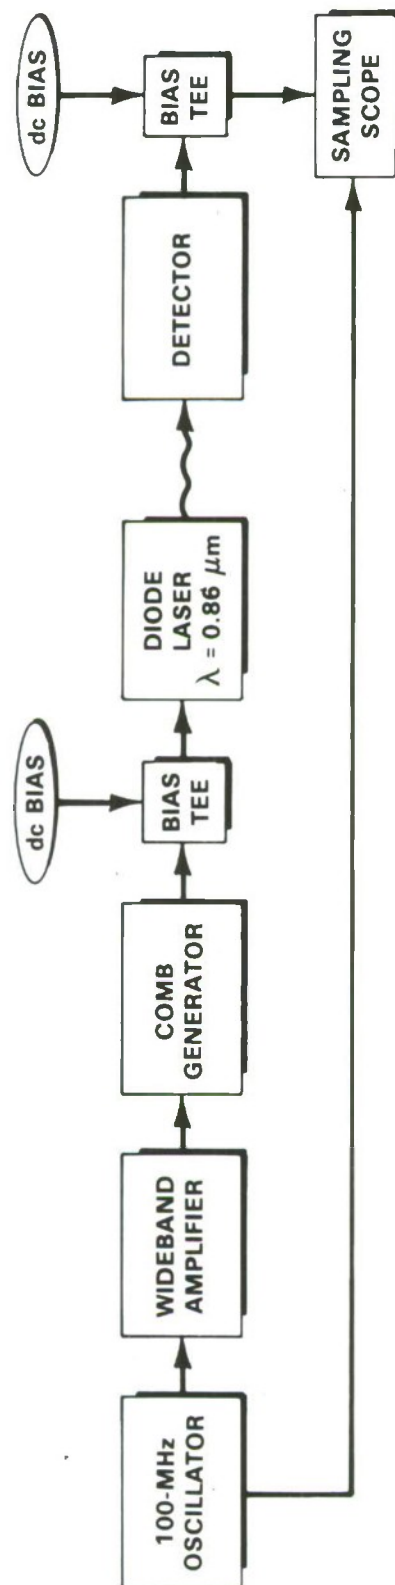 100-MHz
OSCILLATOR
WIDEBAND
AMPLIFIER
COMB
GENERATOR
dc BIAS
BIAS
TEE
DIODE
LASER
λ = 0.86 μm
DETECTOR
dc BIAS
BIAS
TEE
SAMPLING
SCOPE